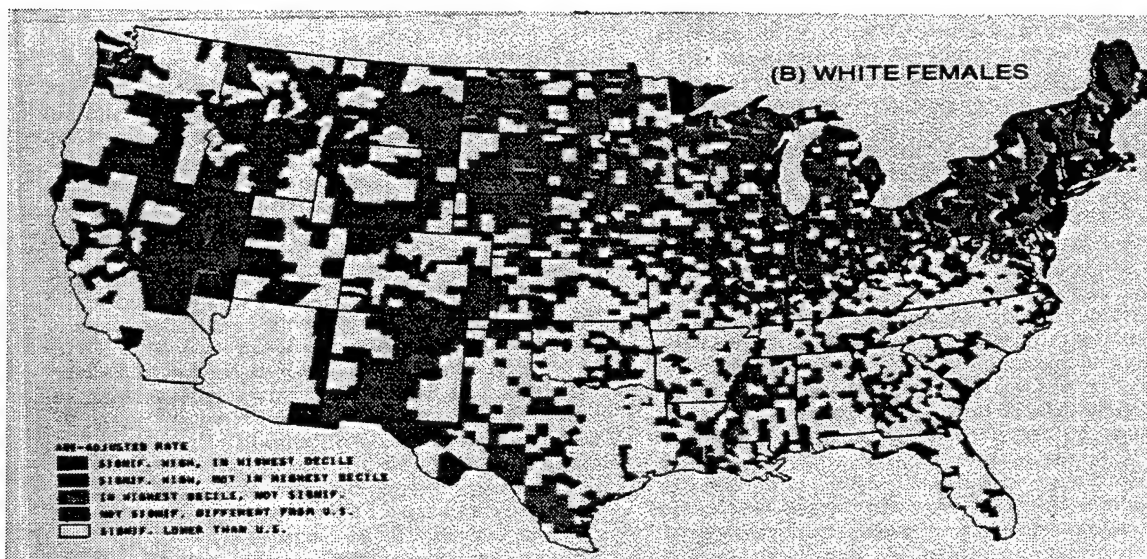 (B) WHITE FEMALES
AGE-ADJUSTED RATE
SIGNIF. HIGH, IN HIGHEST DECILE
SIGNIF. HIGH, NOT IN HIGHEST DECILE
IN HIGHEST DECILE, NOT SIGNIF.
NOT SIGNIF. DIFFERENT FROM U.S.
SIGNIF. LOWER THAN U.S.